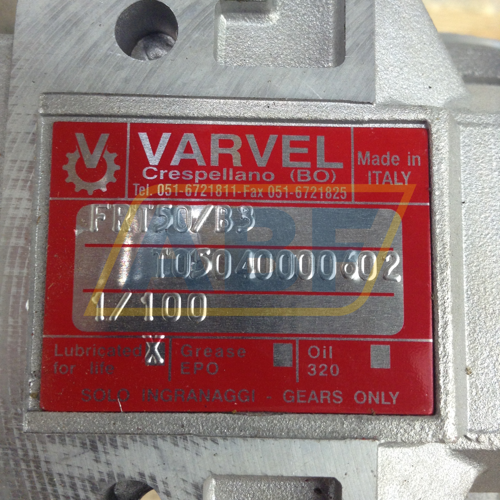 V VARVEL
Crespellano (BO)
Tel. 051-6721811-Fax 051-6721825
Made in
ITALY
FRT50/B3
T05040000602
1/100
Lubricated X Grease Oil
for life EPO 320
SOLO INGRANAGGI - GEARS ONLY